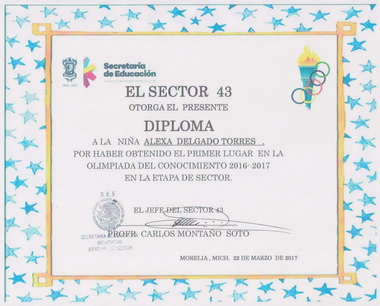 Secretaría
de Educación
EL SECTOR 43
OTORGA EL PRESENTE
DIPLOMA
A LA NIÑA ALEXA DELGADO TORRES .
POR HABER OBTENIDO EL PRIMER LUGAR EN LA
OLIMPIADA DEL CONOCIMIENTO 2016- 2017
EN LA ETAPA DE SECTOR.
EL JEFE DEL SECTOR 43
PROFR. CARLOS MONTAÑO SOTO
MORELIA , MICH. 22 DE MARZO DE 2017